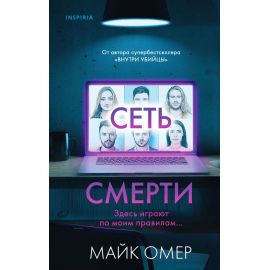 INSPIRIA
От автора супербестселлера
«ВНУТРИ УБИЙЦЫ»
СЕТЬ
СМЕРТИ
Здесь играют
по моим правилам...
МАЙК ОМЕР